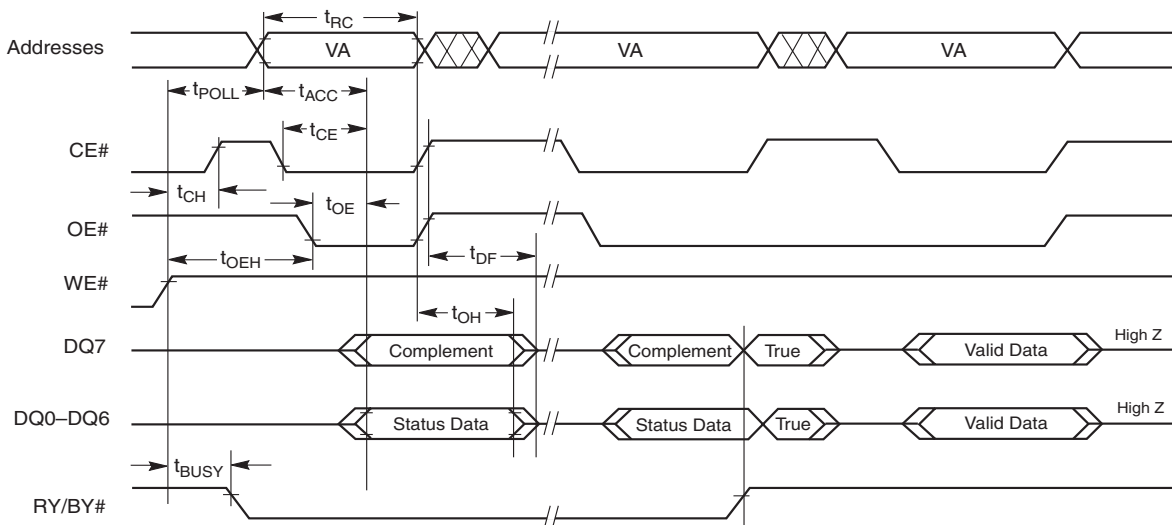 tRC
Addresses VA VA VA
tPOLL tACC
tCE
CE#
tCH
tOE
OE#
tOEH tDF
WE#
tOH
DQ7 Complement Complement True Valid Data High Z
DQ0–DQ6 Status Data Status Data True Valid Data High Z
tBUSY
RY/BY#